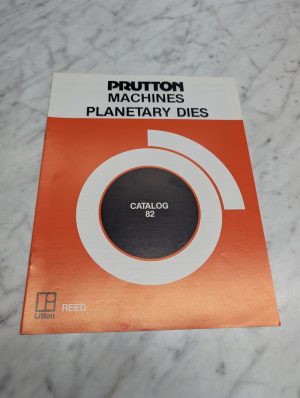 PRUTTON
MACHINES
PLANETARY DIES
CATALOG
82
Litton
REED